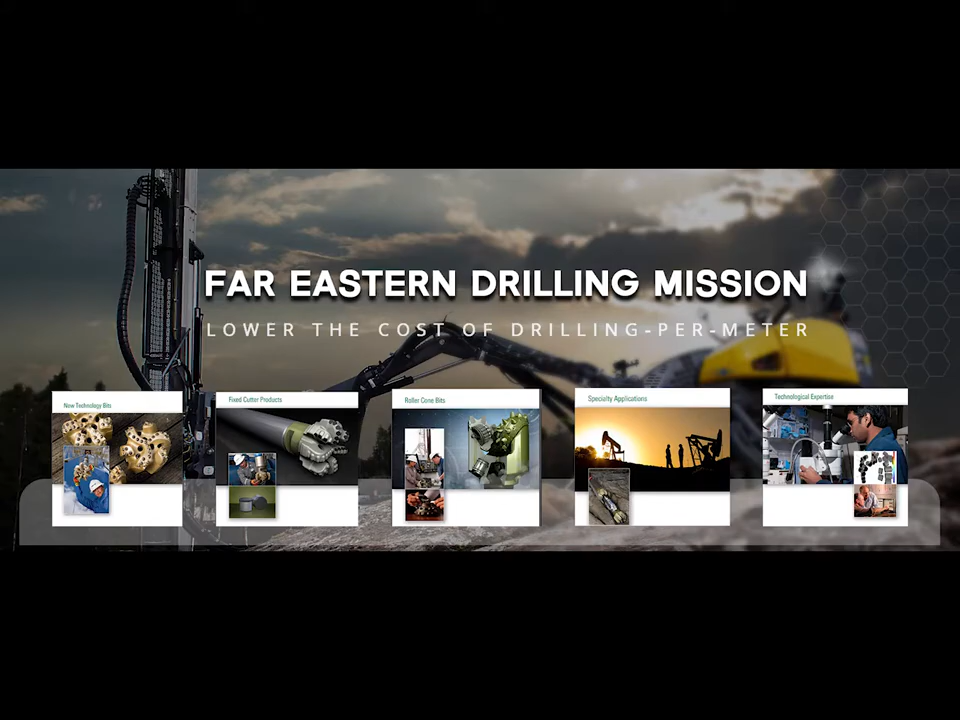 FAR EASTERN DRILLING MISSION
LOWER THE COST OF DRILLING-PER-METER
New Technology Bits
Fixed Cutter Products
Roller Cone Bits
Specialty Applications
Technological Expertise